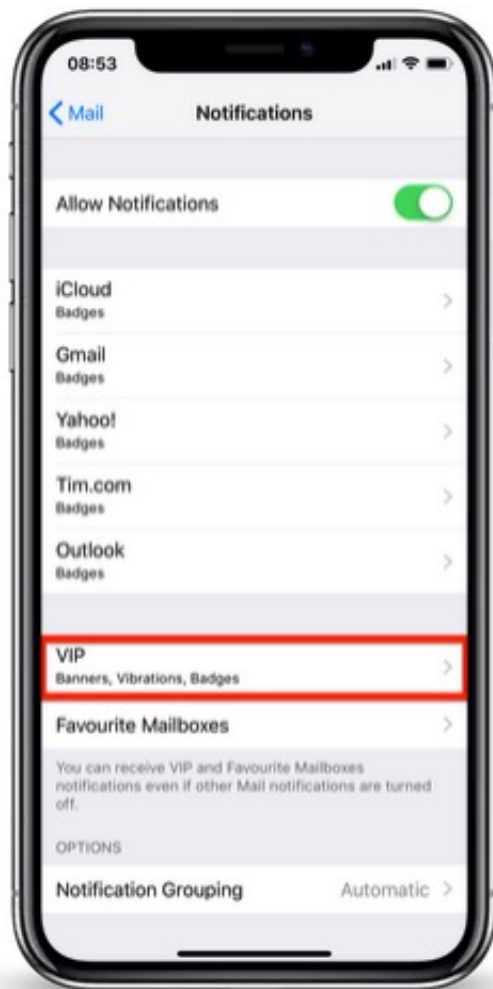 08:53
Mail
Notifications
Allow Notifications
iCloud
Badges
Gmail
Badges
Yahoo!
Badges
Tim.com
Badges
Outlook
Badges
VIP
Banners, Vibrations, Badges
Favourite Mailboxes
You can receive VIP and Favourite Mailboxes
notifications even if other Mail notifications are turned
off.
OPTIONS
Notification Grouping
Automatic